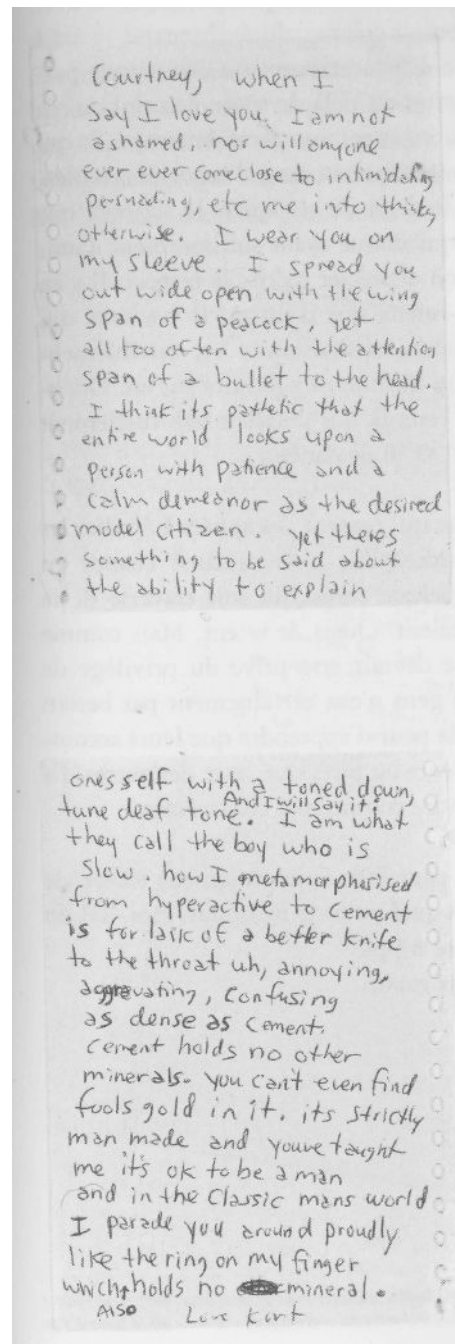 Courtney, when I
say I love you, I am not
ashamed, nor will anyone
ever ever come close to intimidating
persuading, etc me into thinking
otherwise. I wear you on
my sleeve. I spread you
out wide open with the wing
span of a peacock, yet
all too often with the attention
span of a bullet to the head.
I think its pathetic that the
entire world looks upon a
person with patience and a
calm demeanor as the desired
model citizen. yet theres
something to be said about
the ability to explain
ones self with a toned down,
And I will say it:
tune deaf tone. I am what
they call the boy who is
slow. how I metamorphisised
from hyperactive to cement
is for lack of a better knife
to the throat uh, annoying,
aggrevating, confusing
as dense as cement.
cement holds no other
minerals. you can't even find
fools gold in it. its strictly
man made and youve taught
me it's ok to be a man
and in the Classic mans world
I parade you around proudly
like the ring on my finger
which holds no mineral.
Also
Love Kurt